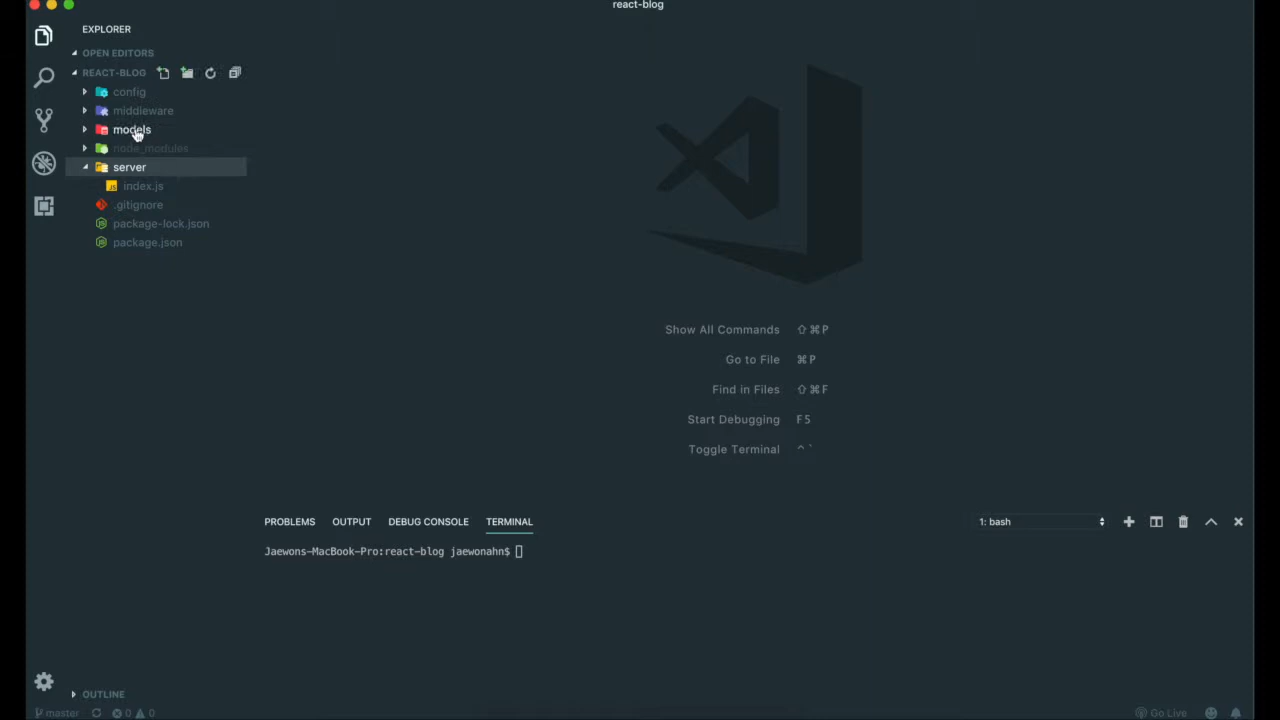 react-blog
EXPLORER
OPEN EDITORS
REACT-BLOG
config
middleware
models
node_modules
server
JS index.js
.gitignore
package-lock.json
package.json
Show All Commands ⇧⌘P
Go to File ⌘P
Find in Files ⇧⌘F
Start Debugging F5
Toggle Terminal ⌃`
PROBLEMS OUTPUT DEBUG CONSOLE TERMINAL 1: bash
Jaewons-MacBook-Pro:react-blog jaewonahn$
OUTLINE
master 0 0 Go Live